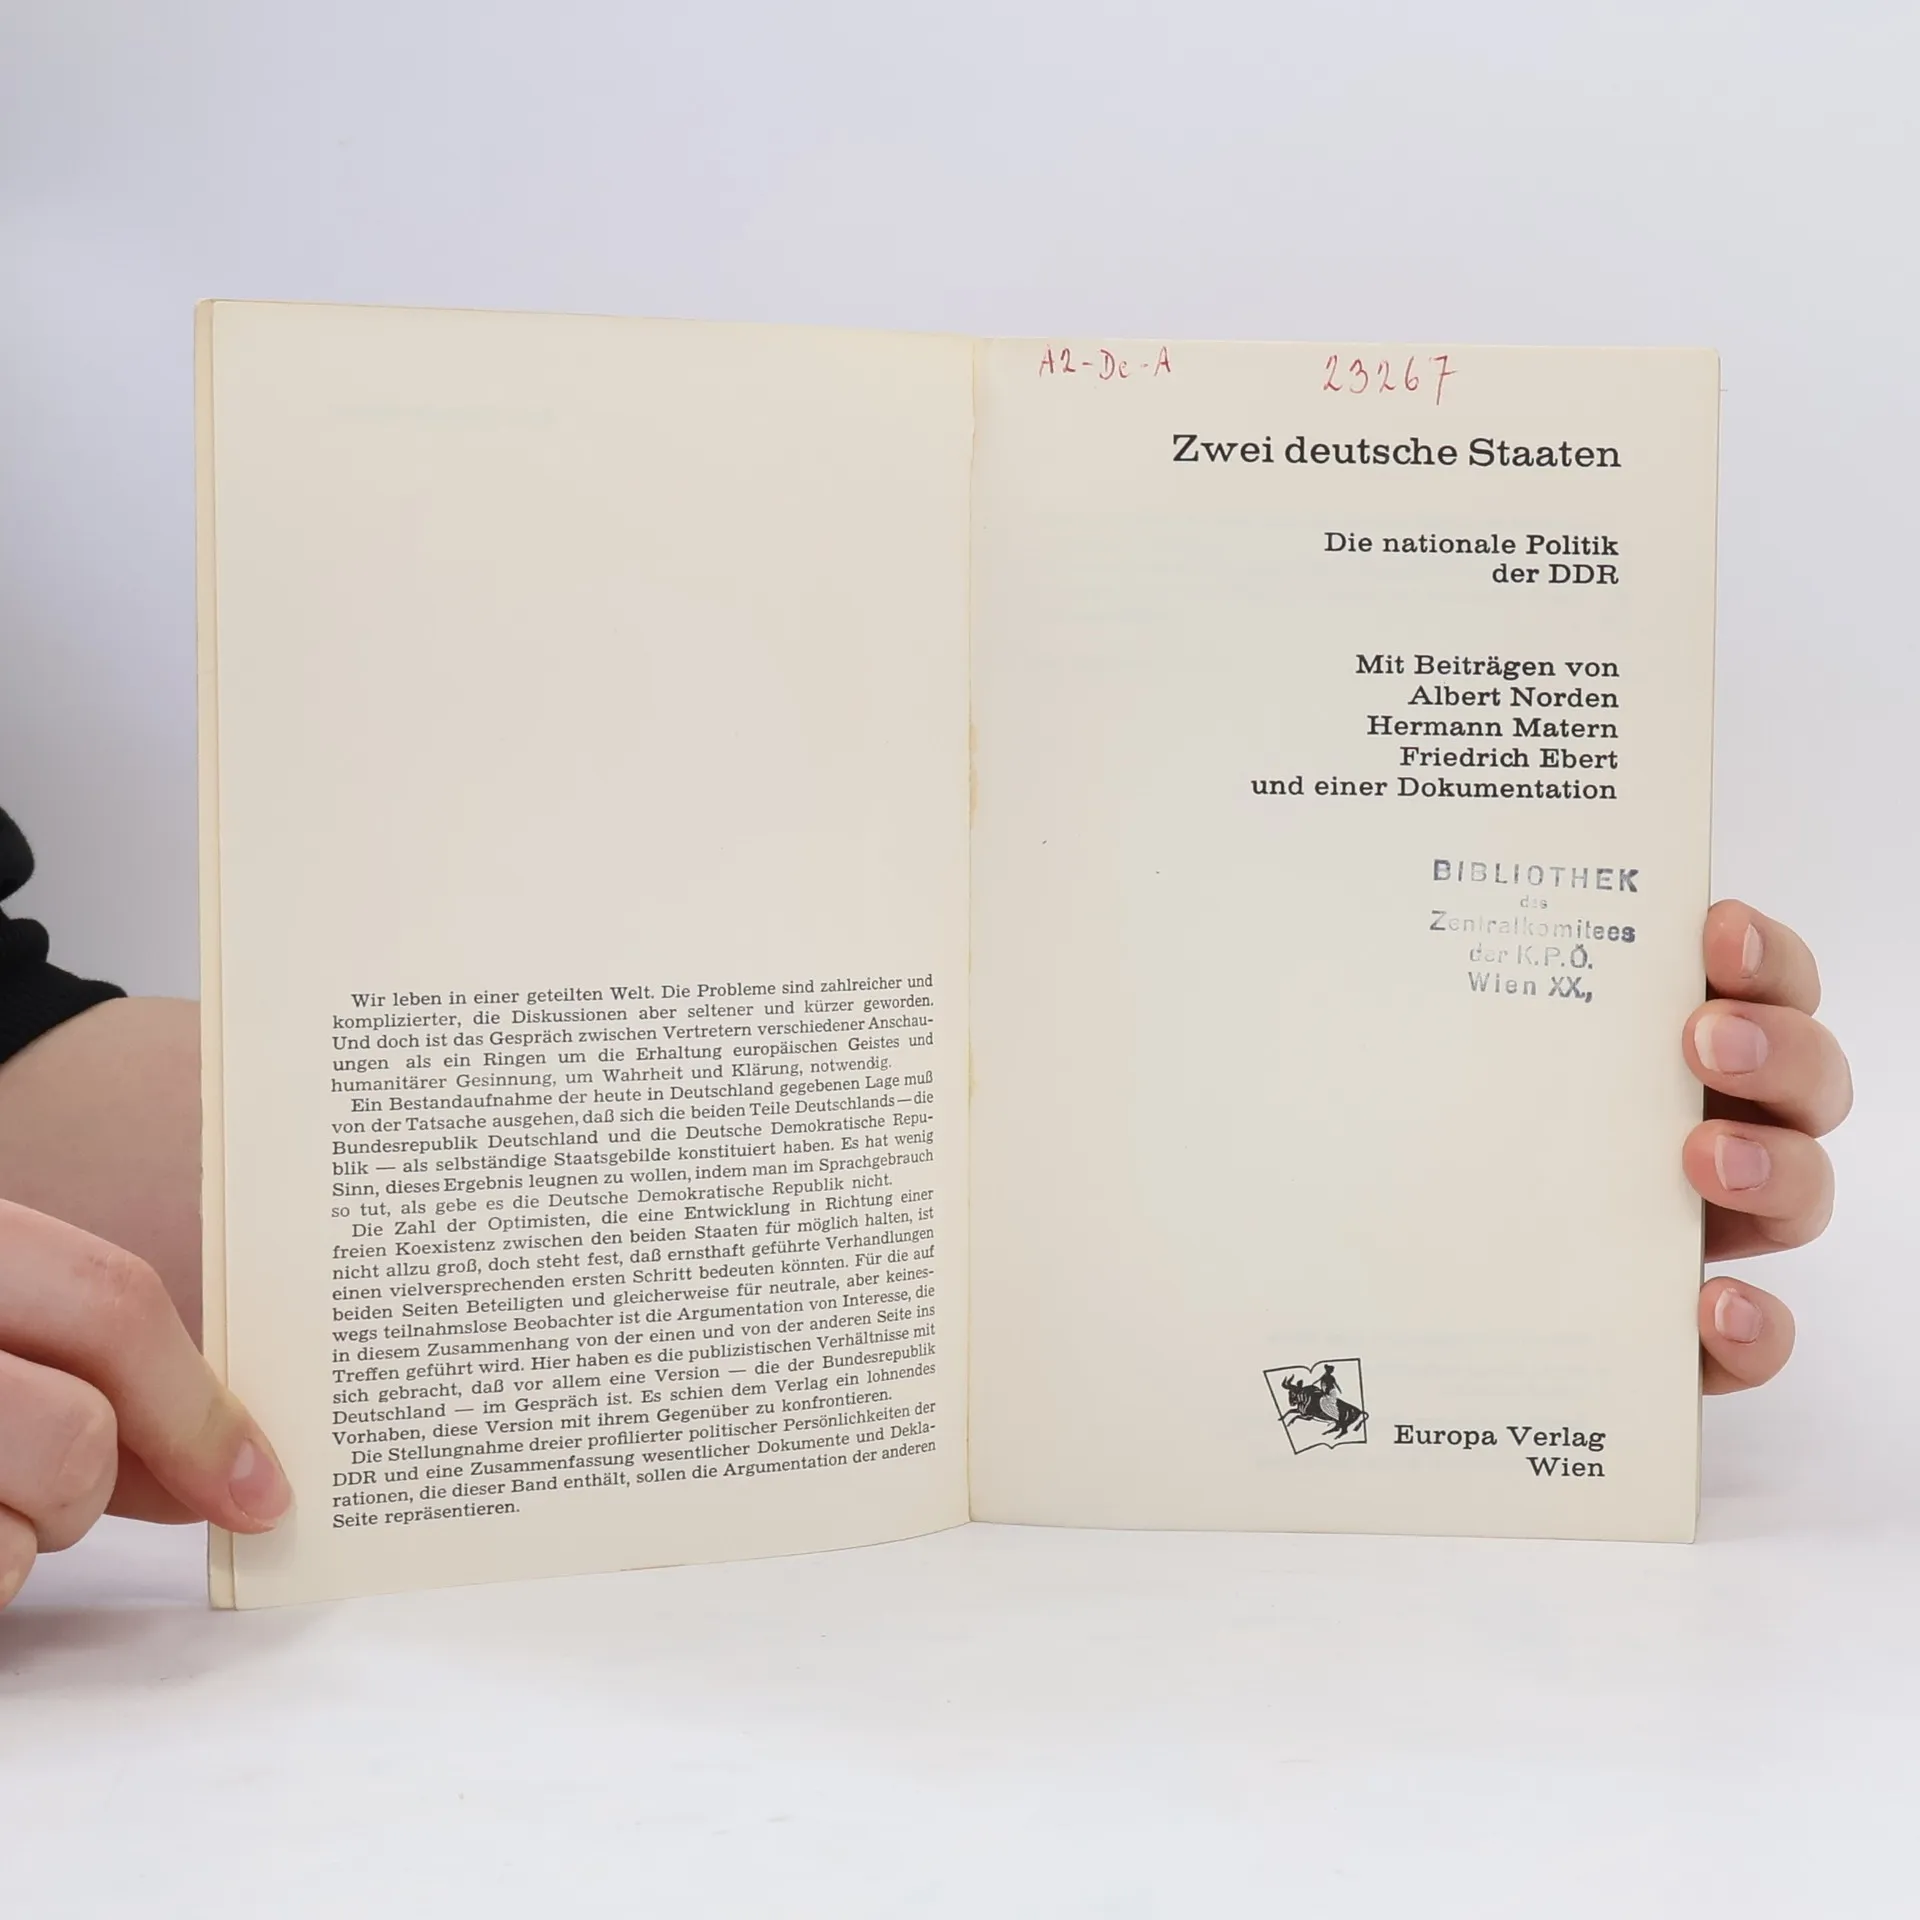 Wir leben in einer geteilten Welt. Die Probleme sind zahlreicher und
komplizierter, die Diskussionen aber seltener und kürzer geworden.
Und doch ist das Gespräch zwischen Vertretern verschiedener Anschau-
ungen als ein Ringen um die Erhaltung europäischen Geistes und
humanitärer Gesinnung, um Wahrheit und Klärung, notwendig.
Ein Bestandaufnahme der heute in Deutschland gegebenen Lage muß
von der Tatsache ausgehen, daß sich die beiden Teile Deutschlands — die
Bundesrepublik Deutschland und die Deutsche Demokratische Repu-
blik — als selbständige Staatsgebilde konstituiert haben. Es hat wenig
Sinn, dieses Ergebnis leugnen zu wollen, indem man im Sprachgebrauch
so tut, als gebe es die Deutsche Demokratische Republik nicht.
Die Zahl der Optimisten, die eine Entwicklung in Richtung einer
freien Koexistenz zwischen den beiden Staaten für möglich halten, ist
nicht allzu groß, doch steht fest, daß ernsthaft geführte Verhandlungen
einen vielversprechenden ersten Schritt bedeuten könnten. Für die auf
beiden Seiten Beteiligten und gleicherweise für neutrale, aber keines-
wegs teilnahmslose Beobachter ist die Argumentation von Interesse, die
in diesem Zusammenhang von der einen und von der anderen Seite ins
Treffen geführt wird. Hier haben es die publizistischen Verhältnisse mit
sich gebracht, daß vor allem eine Version — die der Bundesrepublik
Deutschland — im Gespräch ist. Es schien dem Verlag ein lohnendes
Vorhaben, diese Version mit ihrem Gegenüber zu konfrontieren.
Die Stellungnahme dreier profilierter politischer Persönlichkeiten der
DDR und eine Zusammenfassung wesentlicher Dokumente und Dekla-
rationen, die dieser Band enthält, sollen die Argumentation der anderen
Seite repräsentieren.
A2-De-A 23267
Zwei deutsche Staaten
Die nationale Politik
der DDR
Mit Beiträgen von
Albert Norden
Hermann Matern
Friedrich Ebert
und einer Dokumentation
BIBLIOTHEK
des
Zentralkomitees
der K.P.Ö.
Wien XX.,
Europa Verlag
Wien